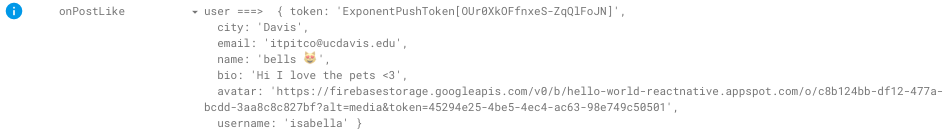 onPostLike user ===> { token: 'ExponentPushToken[OUr0XkOFfnxeS-ZqQlFoJN]',
city: 'Davis',
email: 'itpitco@ucdavis.edu',
name: 'bells 😻',
bio: 'Hi I love the pets <3',
avatar: 'https://firebasestorage.googleapis.com/v0/b/hello-world-reactnative.appspot.com/o/c8b124bb-df12-477a-
bcdd-3aa8c8c827bf?alt=media&token=45294e25-4be5-4ec4-ac63-98e749c50501',
username: 'isabella' }